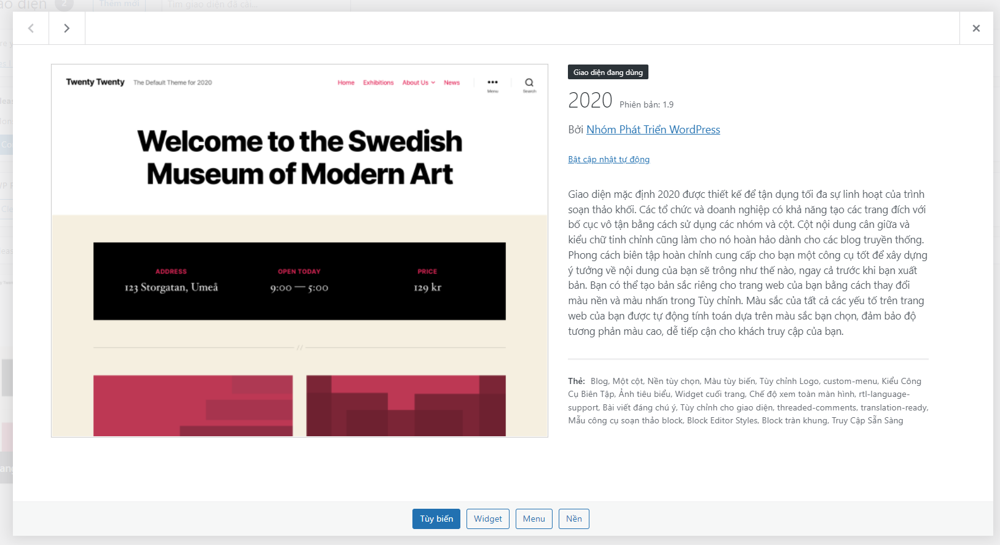 ao diện 2 Thêm mới Tìm giao diện đã cài...
Twenty Twenty The Default Theme for 2020 Home Exhibitions About Us News Menu Search
Welcome to the Swedish
Museum of Modern Art
ADDRESS OPEN TODAY PRICE
123 Storgatan, Umeå 9:00 — 5:00 129 kr
//
Giao diện đang dùng
2020 Phiên bản: 1.9
Bởi Nhóm Phát Triển WordPress
Bật cập nhật tự động
Giao diện mặc định 2020 được thiết kế để tận dụng tối đa sự linh hoạt của trình
soạn thảo khối. Các tổ chức và doanh nghiệp có khả năng tạo các trang đích với
bố cục vô tận bằng cách sử dụng các nhóm và cột. Cột nội dung cân giữa và
kiểu chữ tinh chỉnh cũng làm cho nó hoàn hảo dành cho các blog truyền thống.
Phong cách biên tập hoàn chỉnh cung cấp cho bạn một công cụ tốt để xây dựng
ý tưởng về nội dung của bạn sẽ trông như thế nào, ngay cả trước khi bạn xuất
bản. Bạn có thể tạo bản sắc riêng cho trang web của bạn bằng cách thay đổi
màu nền và màu nhấn trong Tùy chỉnh. Màu sắc của tất cả các yếu tố trên trang
web của bạn được tự động tính toán dựa trên màu sắc bạn chọn, đảm bảo độ
tương phản màu cao, dễ tiếp cận cho khách truy cập của bạn.
Thẻ: Blog, Một cột, Nền tùy chọn, Màu tùy biến, Tùy chỉnh Logo, custom-menu, Kiểu Công
Cụ Biên Tập, Ảnh tiêu biểu, Widget cuối trang, Chế độ xem toàn màn hình, rtl-language-
support, Bài viết đáng chú ý, Tùy chỉnh cho giao diện, threaded-comments, translation-ready,
Mẫu công cụ soạn thảo block, Block Editor Styles, Block tràn khung, Truy Cập Sẵn Sàng
Tùy biến Widget Menu Nền